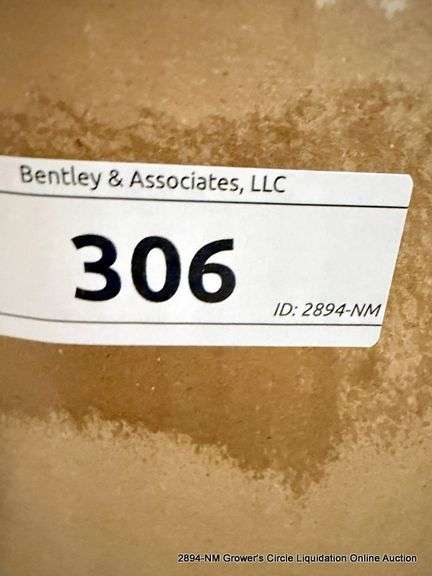 Bentley & Associates, LLC
306
ID: 2894-NM
2894-NM Grower's Circle Liquidation Online Auction